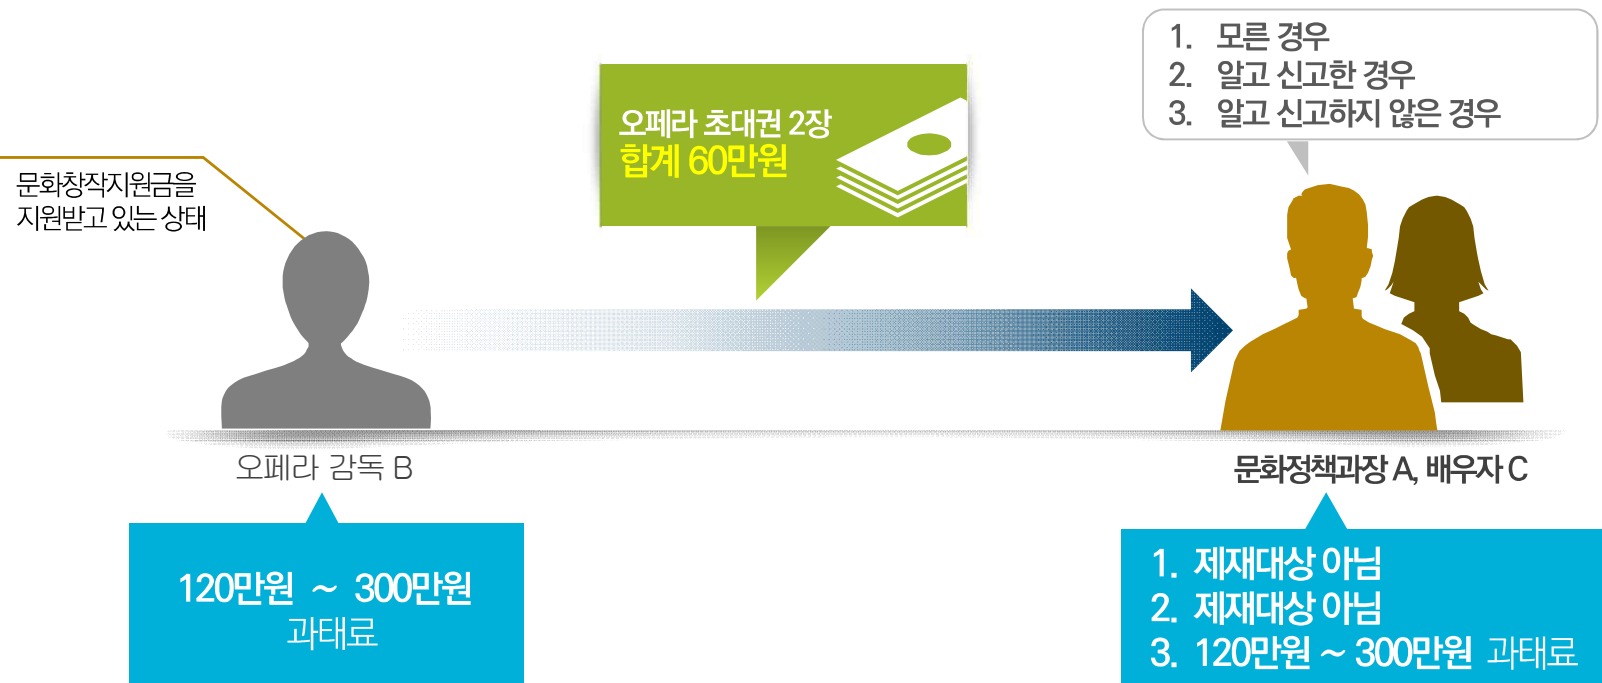 1. 모른 경우
2. 알고 신고한 경우
3. 알고 신고하지 않은 경우
오페라 초대권 2장
합계 60만원
문화창작지원금을
지원받고 있는 상태
오페라 감독 B
문화정책과장 A, 배우자 C
120만원 ~ 300만원
과태료
1. 제재대상 아님
2. 제재대상 아님
3. 120만원 ~ 300만원 과태료